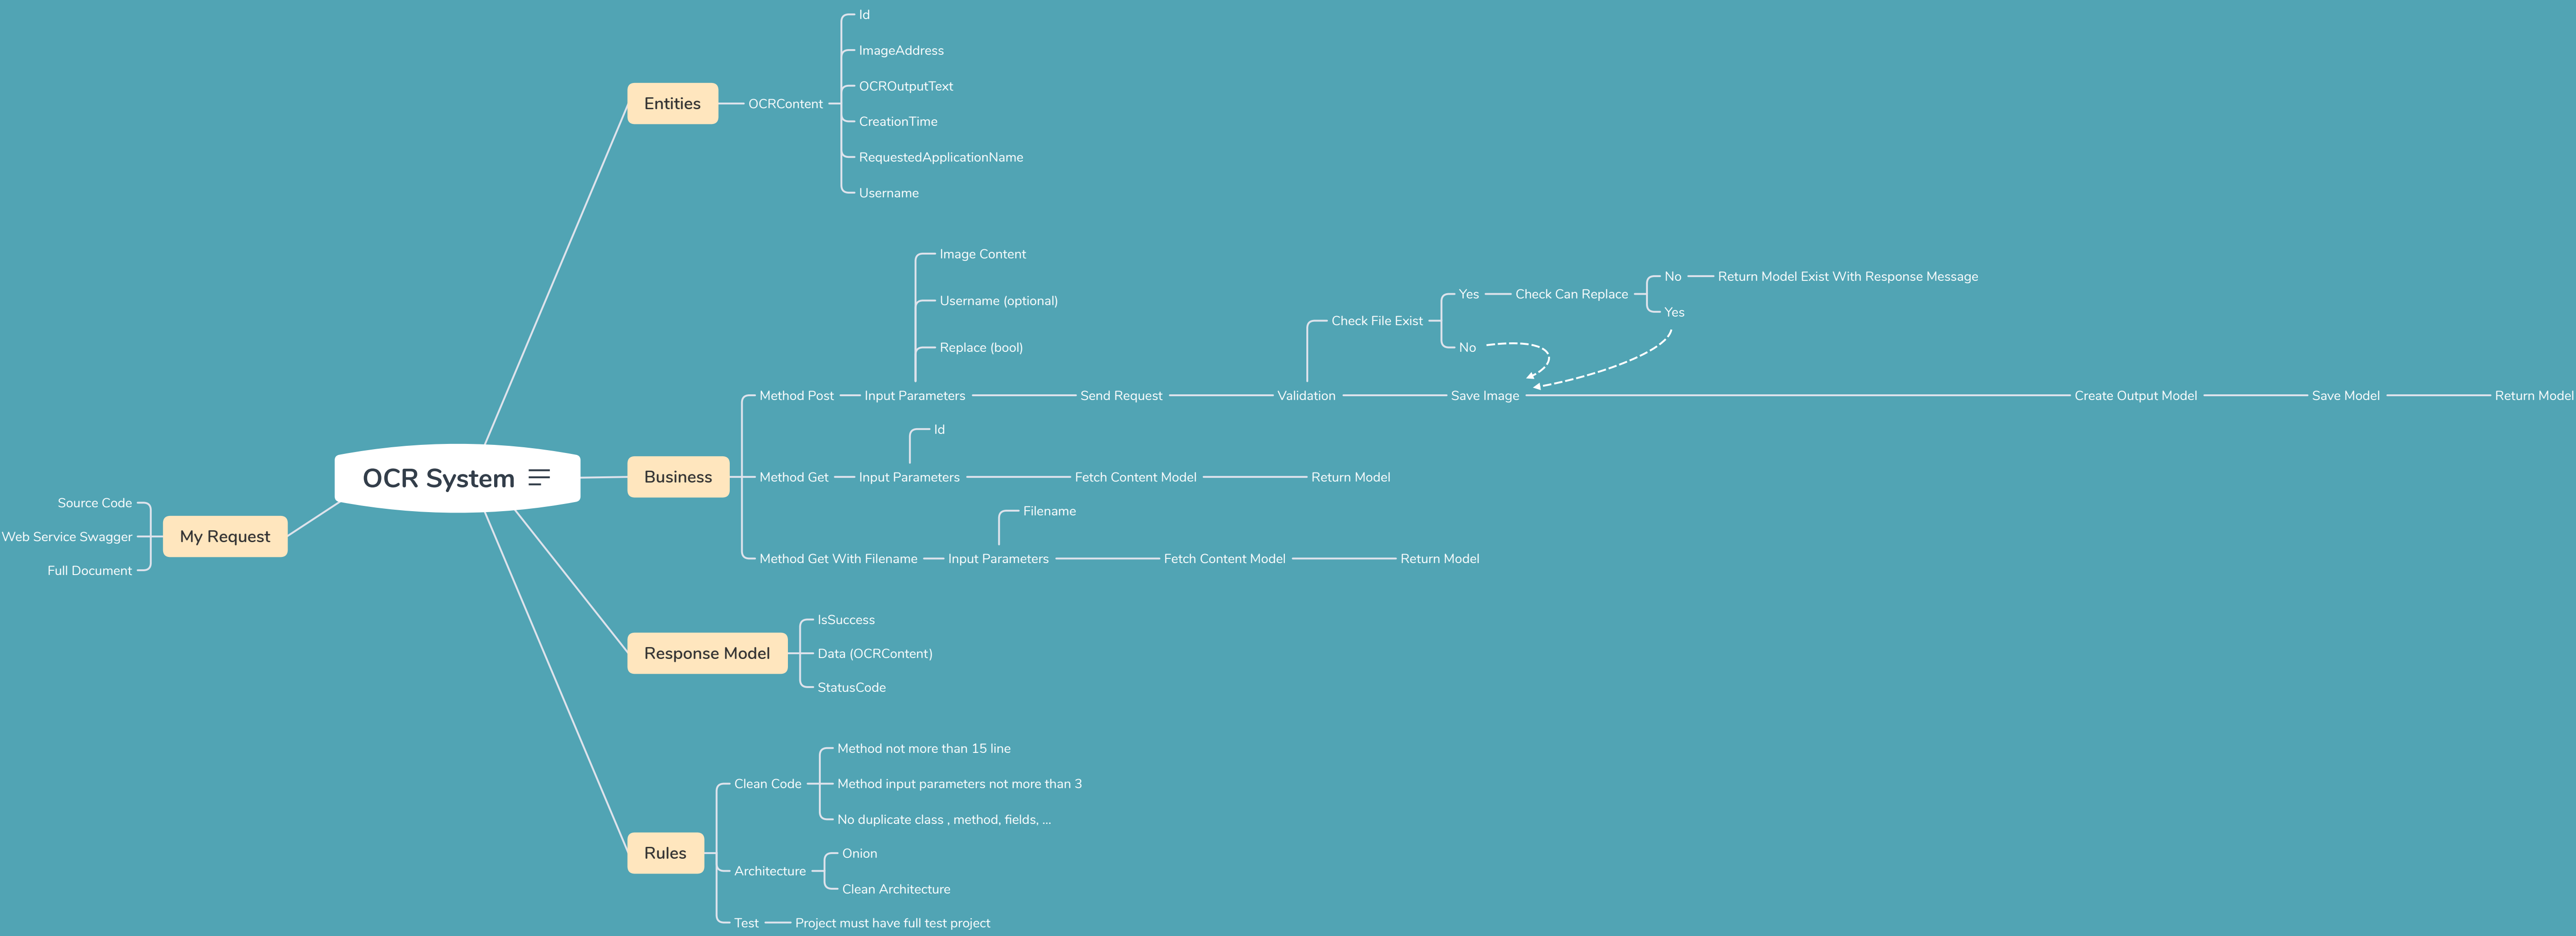 OCR System
Entities
OCRContent
Id
ImageAddress
OCROutputText
CreationTime
RequestedApplicationName
Username
Business
Method Post
Input Parameters
Image Content
Username (optional)
Replace (bool)
Send Request
Validation
Check File Exist
Yes
Check Can Replace
No
Return Model Exist With Response Message
Yes
No
Save Image
Create Output Model
Save Model
Return Model
Method Get
Input Parameters
Id
Fetch Content Model
Return Model
Method Get With Filename
Input Parameters
Filename
Fetch Content Model
Return Model
Response Model
IsSuccess
Data (OCRContent)
StatusCode
Rules
Clean Code
Method not more than 15 line
Method input parameters not more than 3
No duplicate class , method, fields, ...
Architecture
Onion
Clean Architecture
Test
Project must have full test project
My Request
Source Code
Web Service Swagger
Full Document